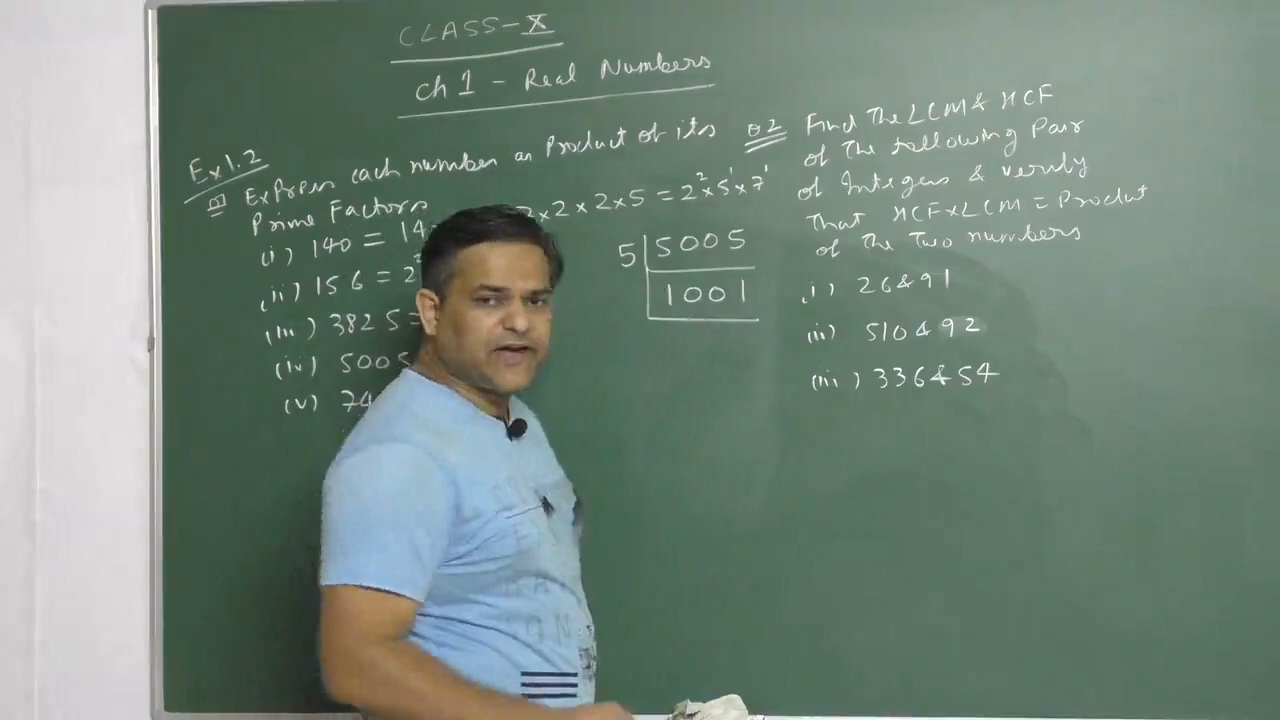 CLASS-X
Ch 1 - Real Numbers
Ex 1.2
Q1 Express each number as Product of its
Prime Factors
(i) 140 = 14
2 × 2 × 2 × 5 = 2² × 5¹ × 7¹
(ii) 156 = 2
(iii) 3825 =
(iv) 5005
(v) 74
5 5005
1001
Q2 Find The LCM & HCF
of The following Pair
of Integers & verify
That HCF×LCM = Product
of The Two numbers
(i) 26 & 91
(ii) 510 & 92
(iii) 336 & 54